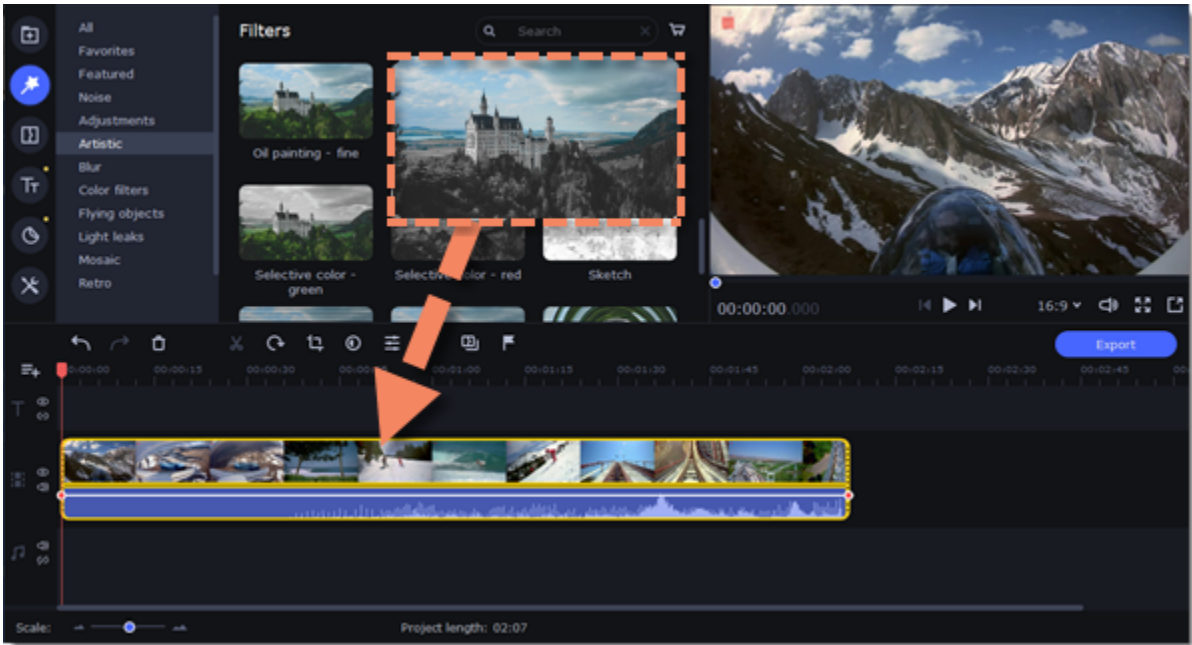 All
Favorites
Featured
Noise
Adjustments
Artistic
Blur
Color filters
Flying objects
Light leaks
Mosaic
Retro
Filters
Search
Oil painting - fine
Selective color -
green
Selective color - red
Sketch
00:00:00.000
16:9
Export
00:00:15
00:00:30
00:01:00
00:01:15
00:01:30
00:01:45
00:02:00
00:02:15
00:02:30
00:02:45
Scale:
Project length: 02:07